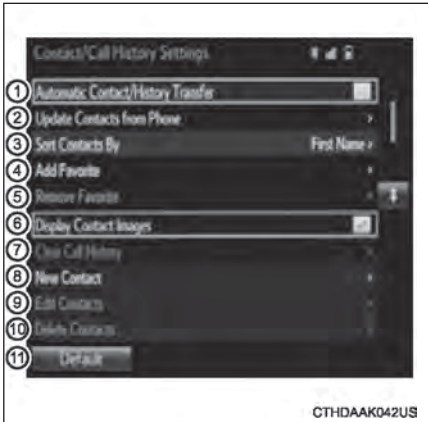 Contact/Call History Settings
1 Automatic Contact/History Transfer
2 Update Contacts from Phone
3 Sort Contacts By First Name
4 Add Favorite
5 Remove Favorite
6 Display Contact Images
7 Clear Call History
8 New Contact
9 Edit Contacts
10 Delete Contacts
11 Default
CTHDAAK042US